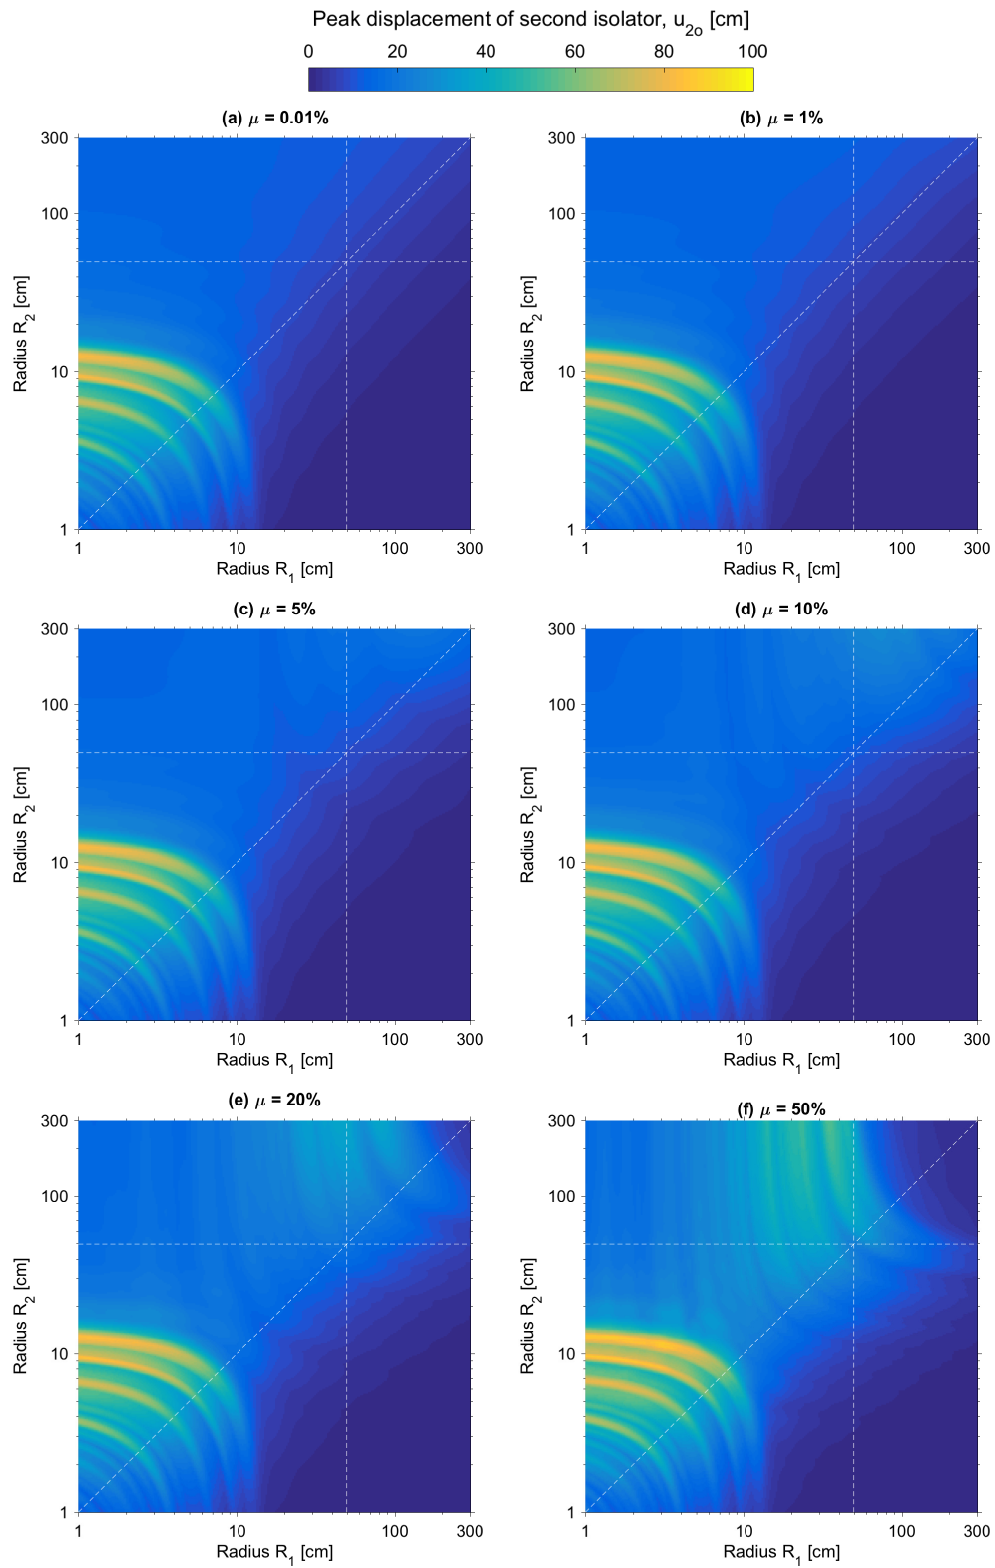 Peak displacement of second isolator, u2o [cm]
0 20 40 60 80 100
(a) μ = 0.01%
(b) μ = 1%
300
100
10
1
Radius R2 [cm]
1 10 100 300
Radius R1 [cm]
300
100
10
1
Radius R2 [cm]
1 10 100 300
Radius R1 [cm]
(c) μ = 5%
(d) μ = 10%
300
100
10
1
Radius R2 [cm]
1 10 100 300
Radius R1 [cm]
300
100
10
1
Radius R2 [cm]
1 10 100 300
Radius R1 [cm]
(e) μ = 20%
(f) μ = 50%
300
100
10
1
Radius R2 [cm]
1 10 100 300
Radius R1 [cm]
300
100
10
1
Radius R2 [cm]
1 10 100 300
Radius R1 [cm]